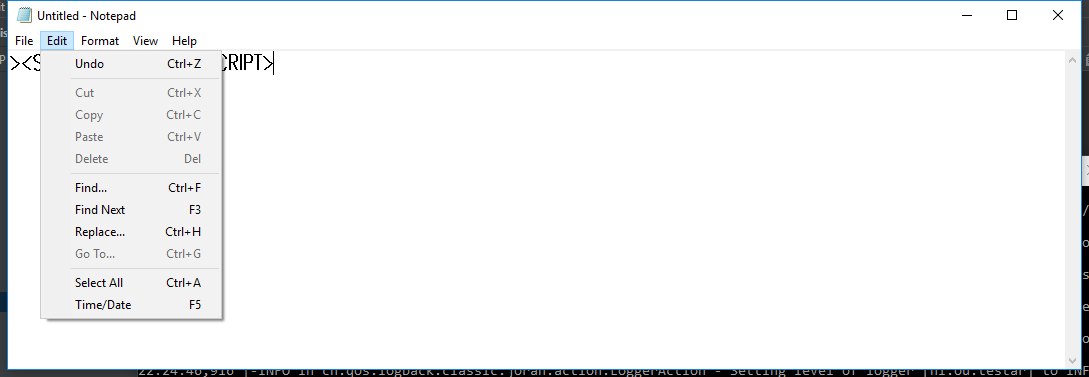 Untitled - Notepad
File Edit Format View Help
><S CRIPT>
Undo Ctrl+Z
Cut Ctrl+X
Copy Ctrl+C
Paste Ctrl+V
Delete Del
Find... Ctrl+F
Find Next F3
Replace... Ctrl+H
Go To... Ctrl+G
Select All Ctrl+A
Time/Date F5
22:24:46,916 |-INFO in ch.qos.logback.classic.joran.action.LoggerAction - Setting level of logger [nl.ou.testar] to INF